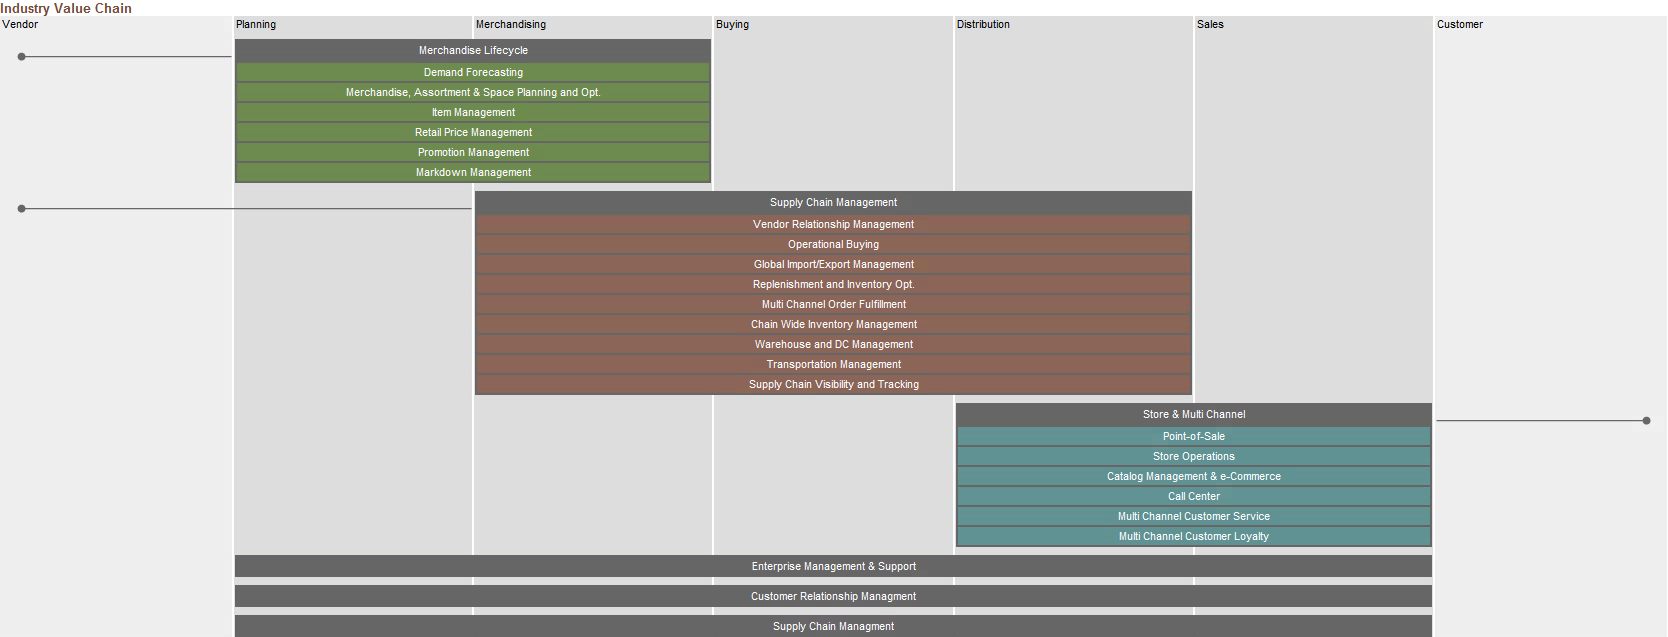 Industry Value Chain
Vendor
Planning
Merchandising
Buying
Distribution
Sales
Customer
Merchandise Lifecycle
Demand Forecasting
Merchandise, Assortment & Space Planning and Opt.
Item Management
Retail Price Management
Promotion Management
Markdown Management
Supply Chain Management
Vendor Relationship Management
Operational Buying
Global Import/Export Management
Replenishment and Inventory Opt.
Multi Channel Order Fulfillment
Chain Wide Inventory Management
Warehouse and DC Management
Transportation Management
Supply Chain Visibility and Tracking
Store & Multi Channel
Point-of-Sale
Store Operations
Catalog Management & e-Commerce
Call Center
Multi Channel Customer Service
Multi Channel Customer Loyalty
Enterprise Management & Support
Customer Relationship Managment
Supply Chain Managment